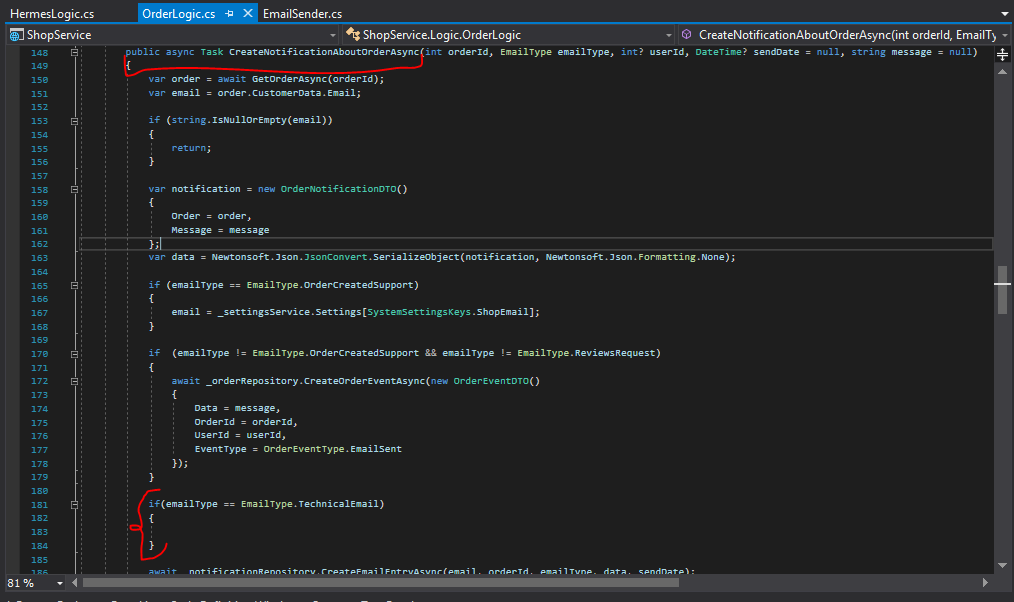 HermesLogic.cs OrderLogic.cs EmailSender.cs
ShopService ShopService.Logic.OrderLogic CreateNotificationAboutOrderAsync(int orderId, EmailTy
148 public async Task CreateNotificationAboutOrderAsync(int orderId, EmailType emailType, int? userId, DateTime? sendDate = null, string message = null)
149 {
150 var order = await GetOrderAsync(orderId);
151 var email = order.CustomerData.Email;
152
153 if (string.IsNullOrEmpty(email))
154 {
155 return;
156 }
157
158 var notification = new OrderNotificationDTO()
159 {
160 Order = order,
161 Message = message
162 };
163 var data = Newtonsoft.Json.JsonConvert.SerializeObject(notification, Newtonsoft.Json.Formatting.None);
164
165 if (emailType == EmailType.OrderCreatedSupport)
166 {
167 email = _settingsService.Settings[SystemSettingsKeys.ShopEmail];
168 }
169
170 if (emailType != EmailType.OrderCreatedSupport && emailType != EmailType.ReviewsRequest)
171 {
172 await _orderRepository.CreateOrderEventAsync(new OrderEventDTO()
173 {
174 Data = message,
175 OrderId = orderId,
176 UserId = userId,
177 EventType = OrderEventType.EmailSent
178 });
179 }
180
181 if(emailType == EmailType.TechnicalEmail)
182 {
183
184 }
185
186 await _notificationRepository.CreateEmailEntryAsync(email, orderId, emailType, data, sendDate);
81 %